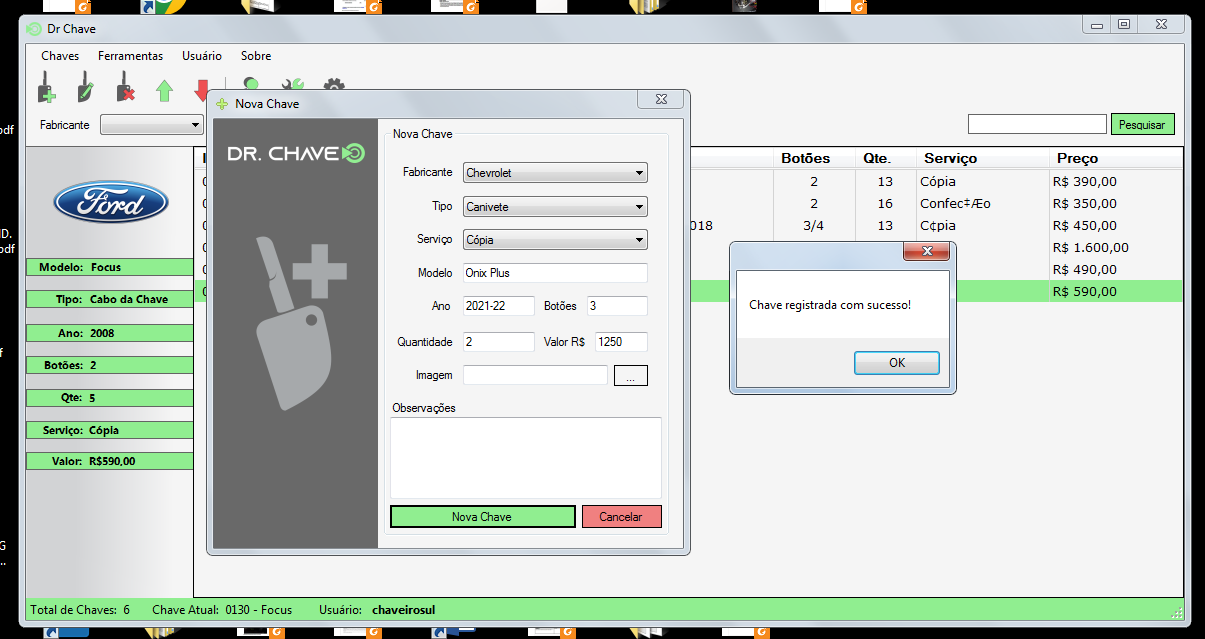 Dr Chave
Chaves Ferramentas Usuário Sobre
Fabricante
Pesquisar
Nova Chave
DR. CHAVE
Nova Chave
Fabricante Chevrolet
Tipo Canivete
Serviço Cópia
Modelo Onix Plus
Ano 2021-22 Botões 3
Quantidade 2 Valor R$ 1250
Imagem ...
Observações
Nova Chave Cancelar
Botões Qte. Serviço Preço
2 13 Cópia R$ 390,00
2 16 Confec‡Æo R$ 350,00
018 3/4 13 C¢pia R$ 450,00
R$ 1.600,00
R$ 490,00
R$ 590,00
Chave registrada com sucesso!
OK
Ford
Modelo: Focus
Tipo: Cabo da Chave
Ano: 2008
Botões: 2
Qte: 5
Serviço: Cópia
Valor: R$590,00
Total de Chaves: 6 Chave Atual: 0130 - Focus Usuário: chaveirosul
pdf
ID.
pdf
f
G
...